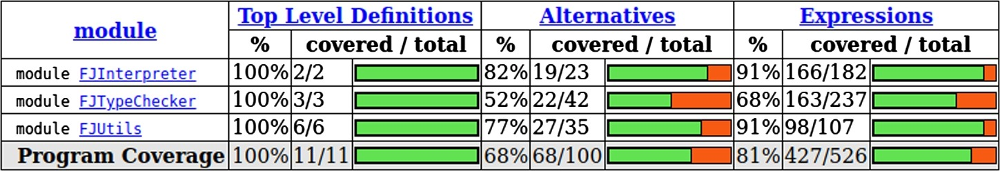 module Top Level Definitions Alternatives Expressions
% covered / total % covered / total % covered / total
module FJInterpreter 100% 2/2 82% 19/23 91% 166/182
module FJTypeChecker 100% 3/3 52% 22/42 68% 163/237
module FJUtils 100% 6/6 77% 27/35 91% 98/107
Program Coverage 100% 11/11 68% 68/100 81% 427/526